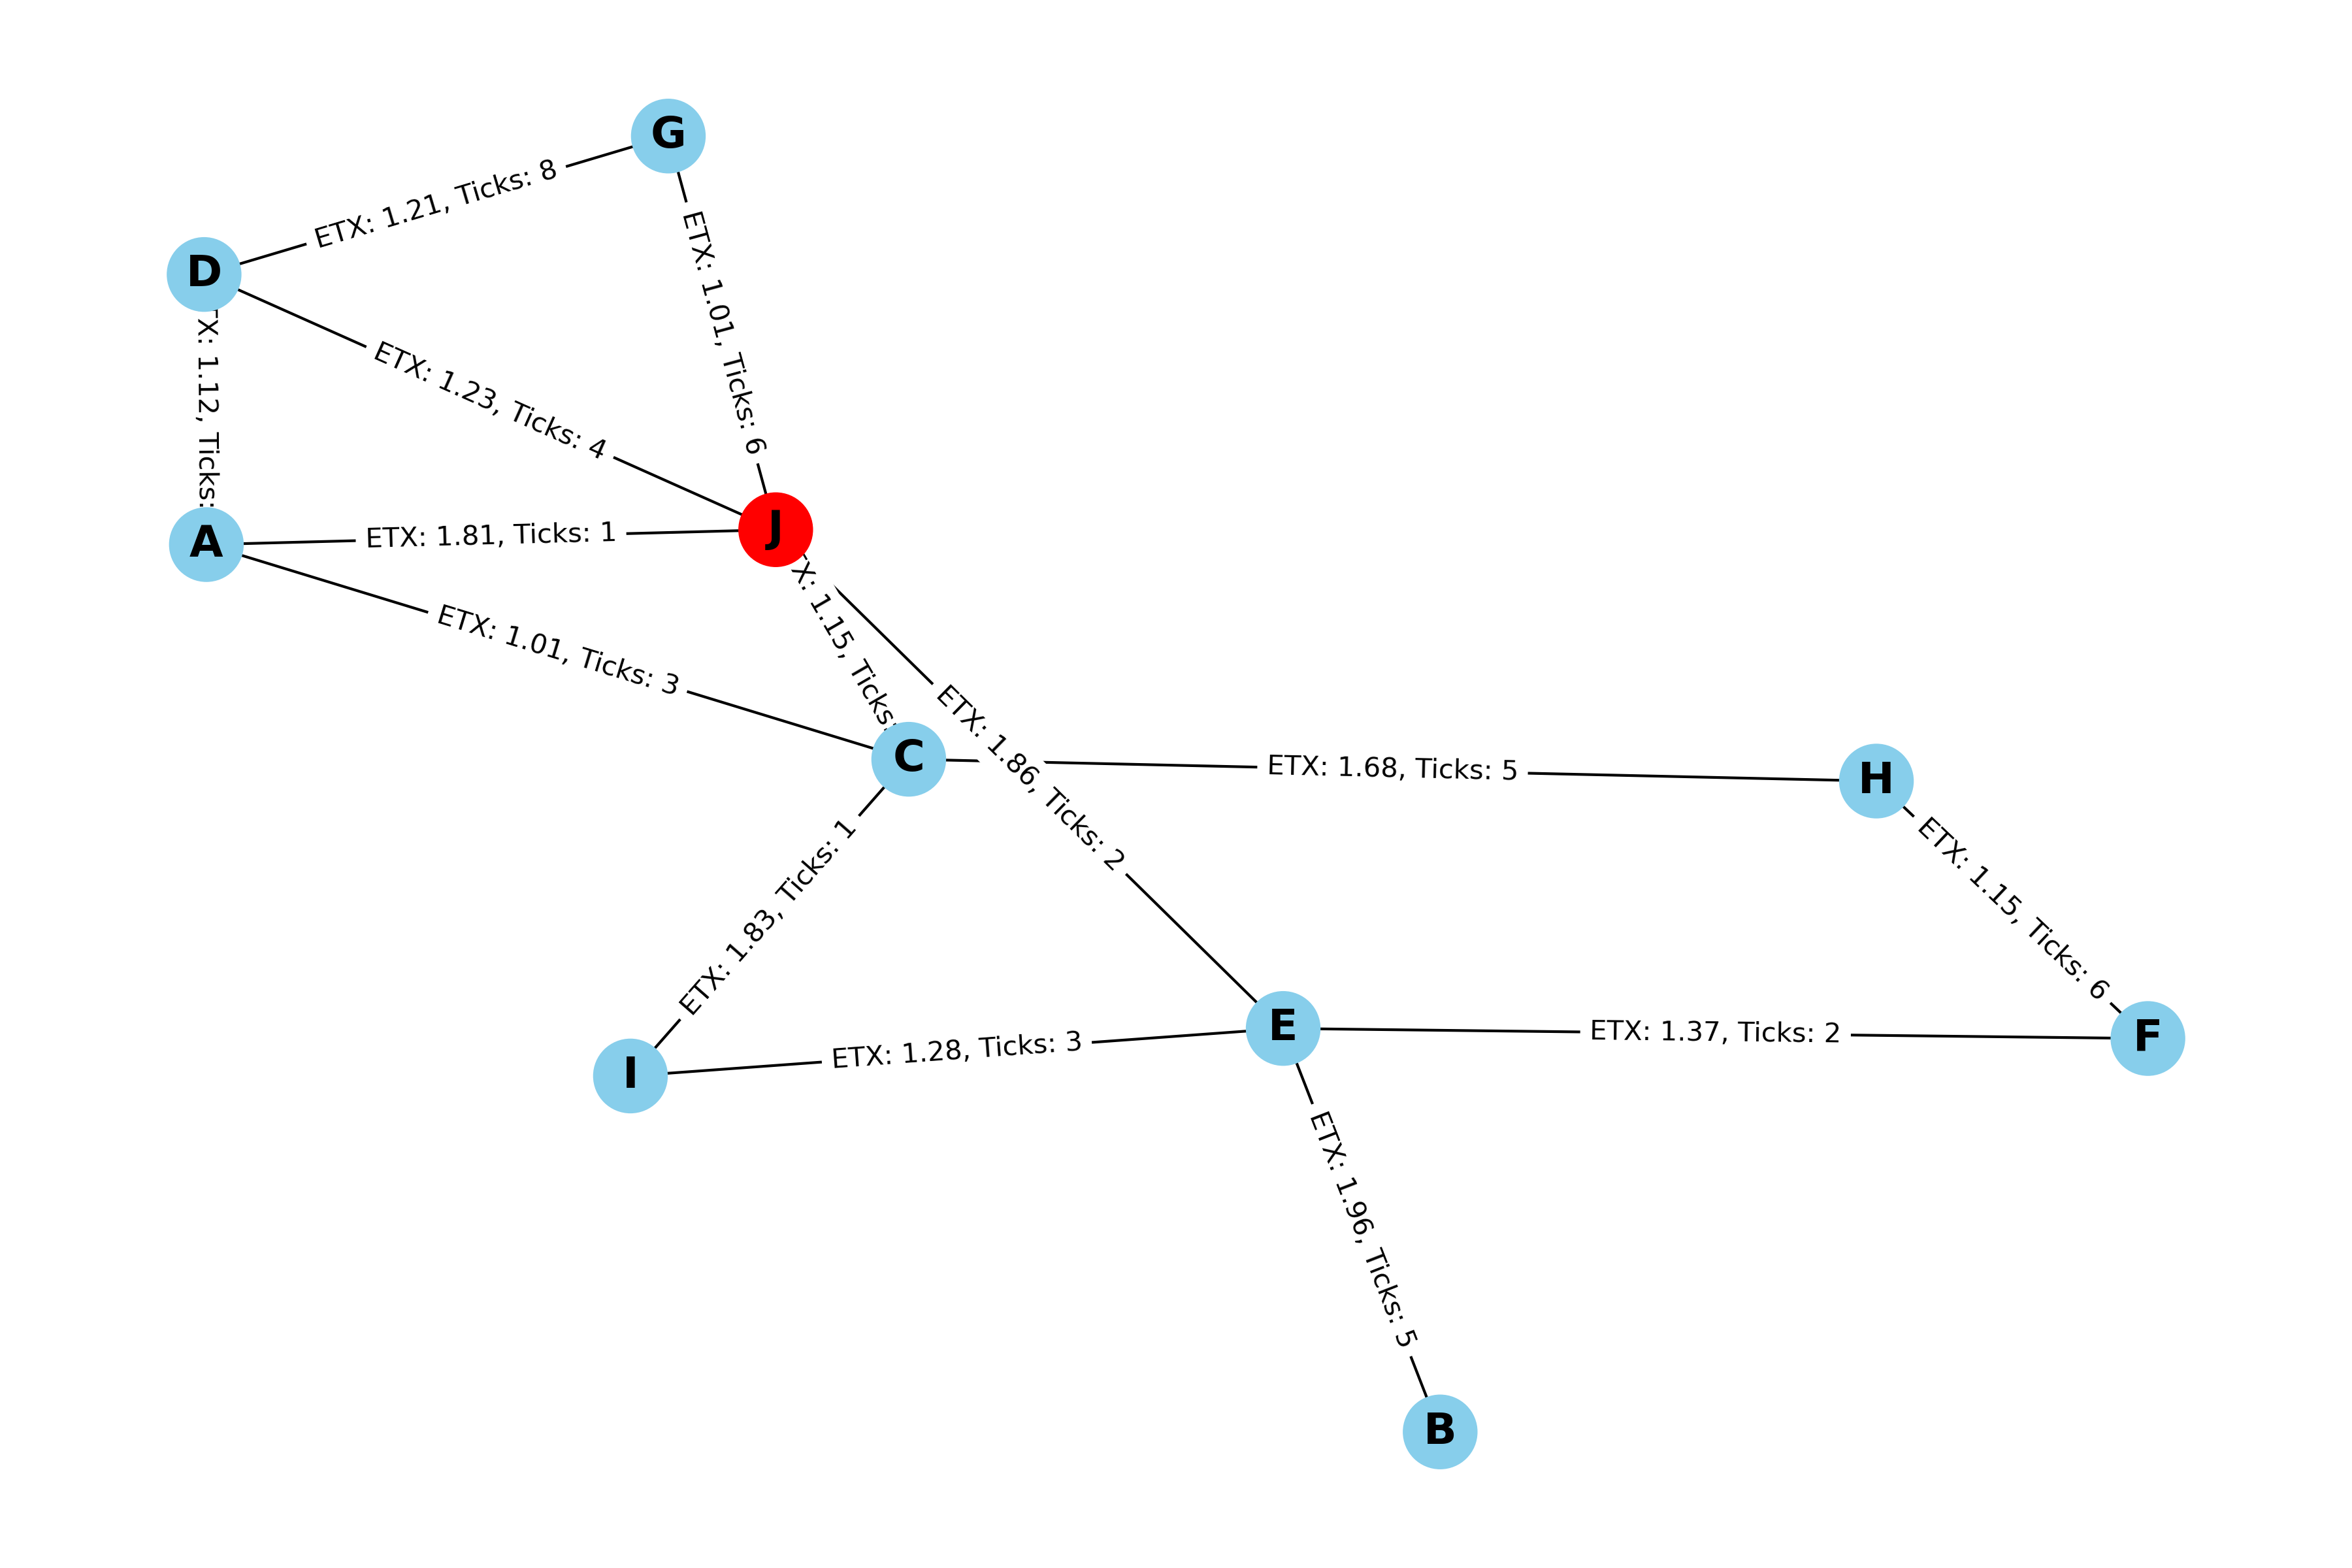 G
ETX: 1.21, Ticks: 8
D
ETX: 1.01, Ticks: 6
X: 1.12, Ticks:
ETX: 1.23, Ticks: 4
J
A
ETX: 1.81, Ticks: 1
X: 1.15, Ticks:
ETX: 1.01, Ticks: 3
ETX: 1.86, Ticks: 2
C
ETX: 1.68, Ticks: 5
H
ETX: 1.83, Ticks: 1
ETX: 1.15, Ticks: 6
E
ETX: 1.37, Ticks: 2
F
I
ETX: 1.28, Ticks: 3
ETX: 1.96, Ticks: 5
B